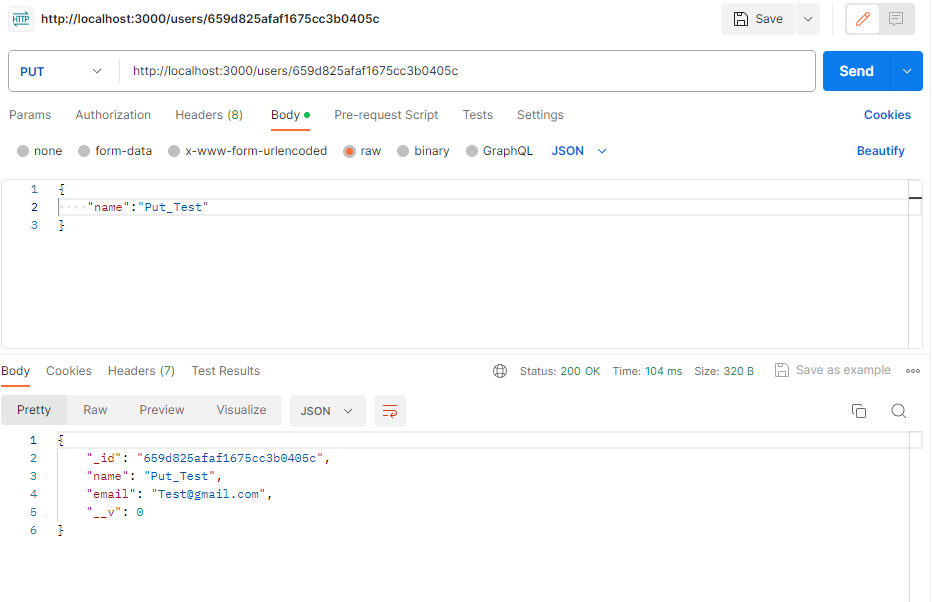 HTTP http://localhost:3000/users/659d825afaf1675cc3b0405c Save
PUT http://localhost:3000/users/659d825afaf1675cc3b0405c Send
Params Authorization Headers (8) Body Pre-request Script Tests Settings Cookies
none form-data x-www-form-urlencoded raw binary GraphQL JSON Beautify
1 {
2 "name":"Put_Test"
3 }
Body Cookies Headers (7) Test Results Status: 200 OK Time: 104 ms Size: 320 B Save as example
Pretty Raw Preview Visualize JSON
1 {
2 "_id": "659d825afaf1675cc3b0405c",
3 "name": "Put_Test",
4 "email": "Test@gmail.com",
5 "__v": 0
6 }